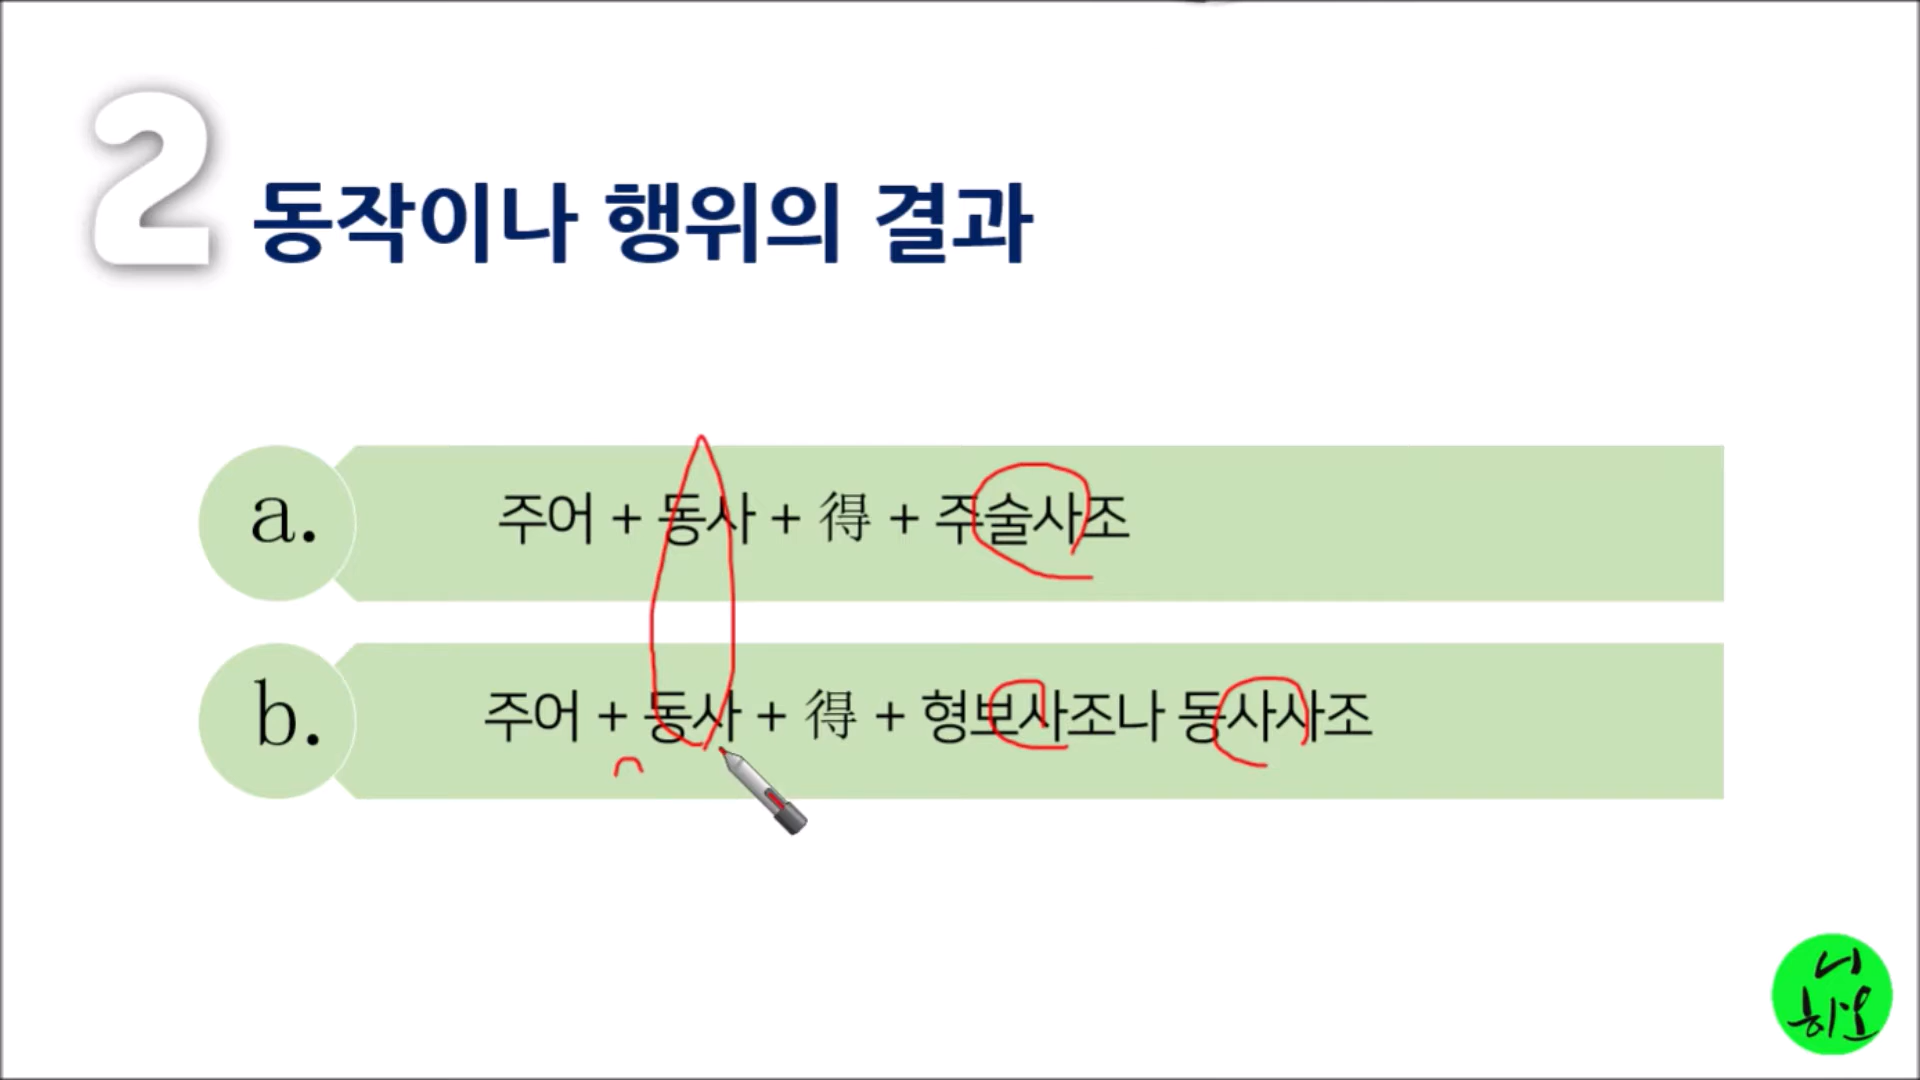 2
동작이나 행위의 결과
a.
주어 + 동사 + 得 + 주술사조
b.
주어 + 동사 + 得 + 형보사조나 동사사조
니
하오